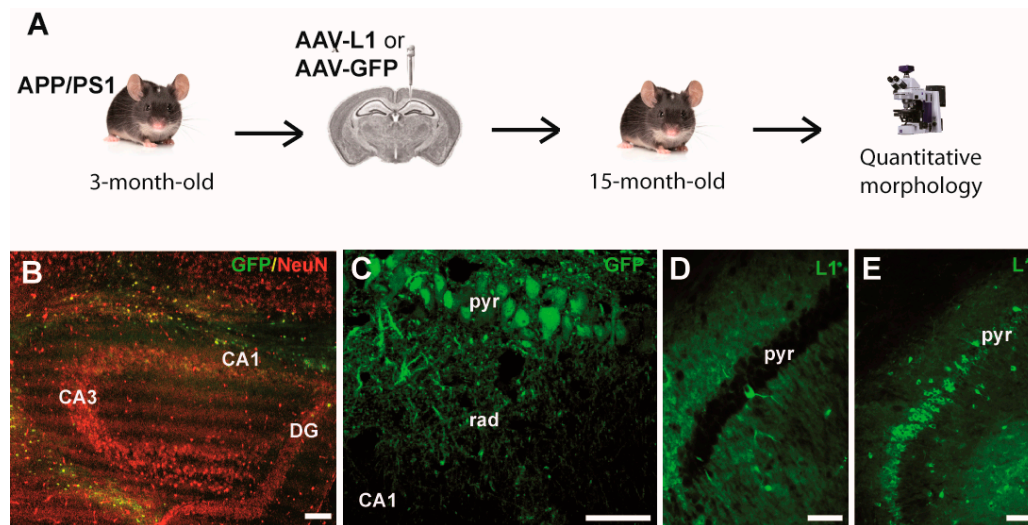 A
APP/PS1
3-month-old
AAV-L1 or
AAV-GFP
15-month-old
Quantitative
morphology
B
GFP/NeuN
CA1
CA3
DG
C
GFP
pyr
rad
CA1
D
L1
pyr
E
L1
pyr